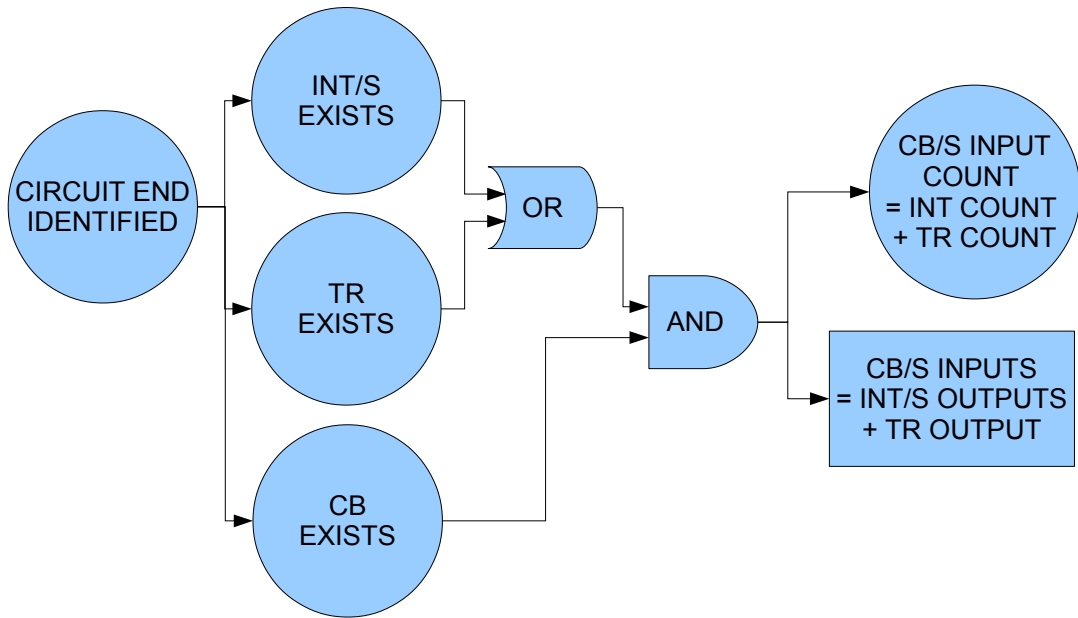 CIRCUIT END
IDENTIFIED
INT/S
EXISTS
TR
EXISTS
CB
EXISTS
OR
AND
CB/S INPUT
COUNT
= INT COUNT
+ TR COUNT
CB/S INPUTS
= INT/S OUTPUTS
+ TR OUTPUT